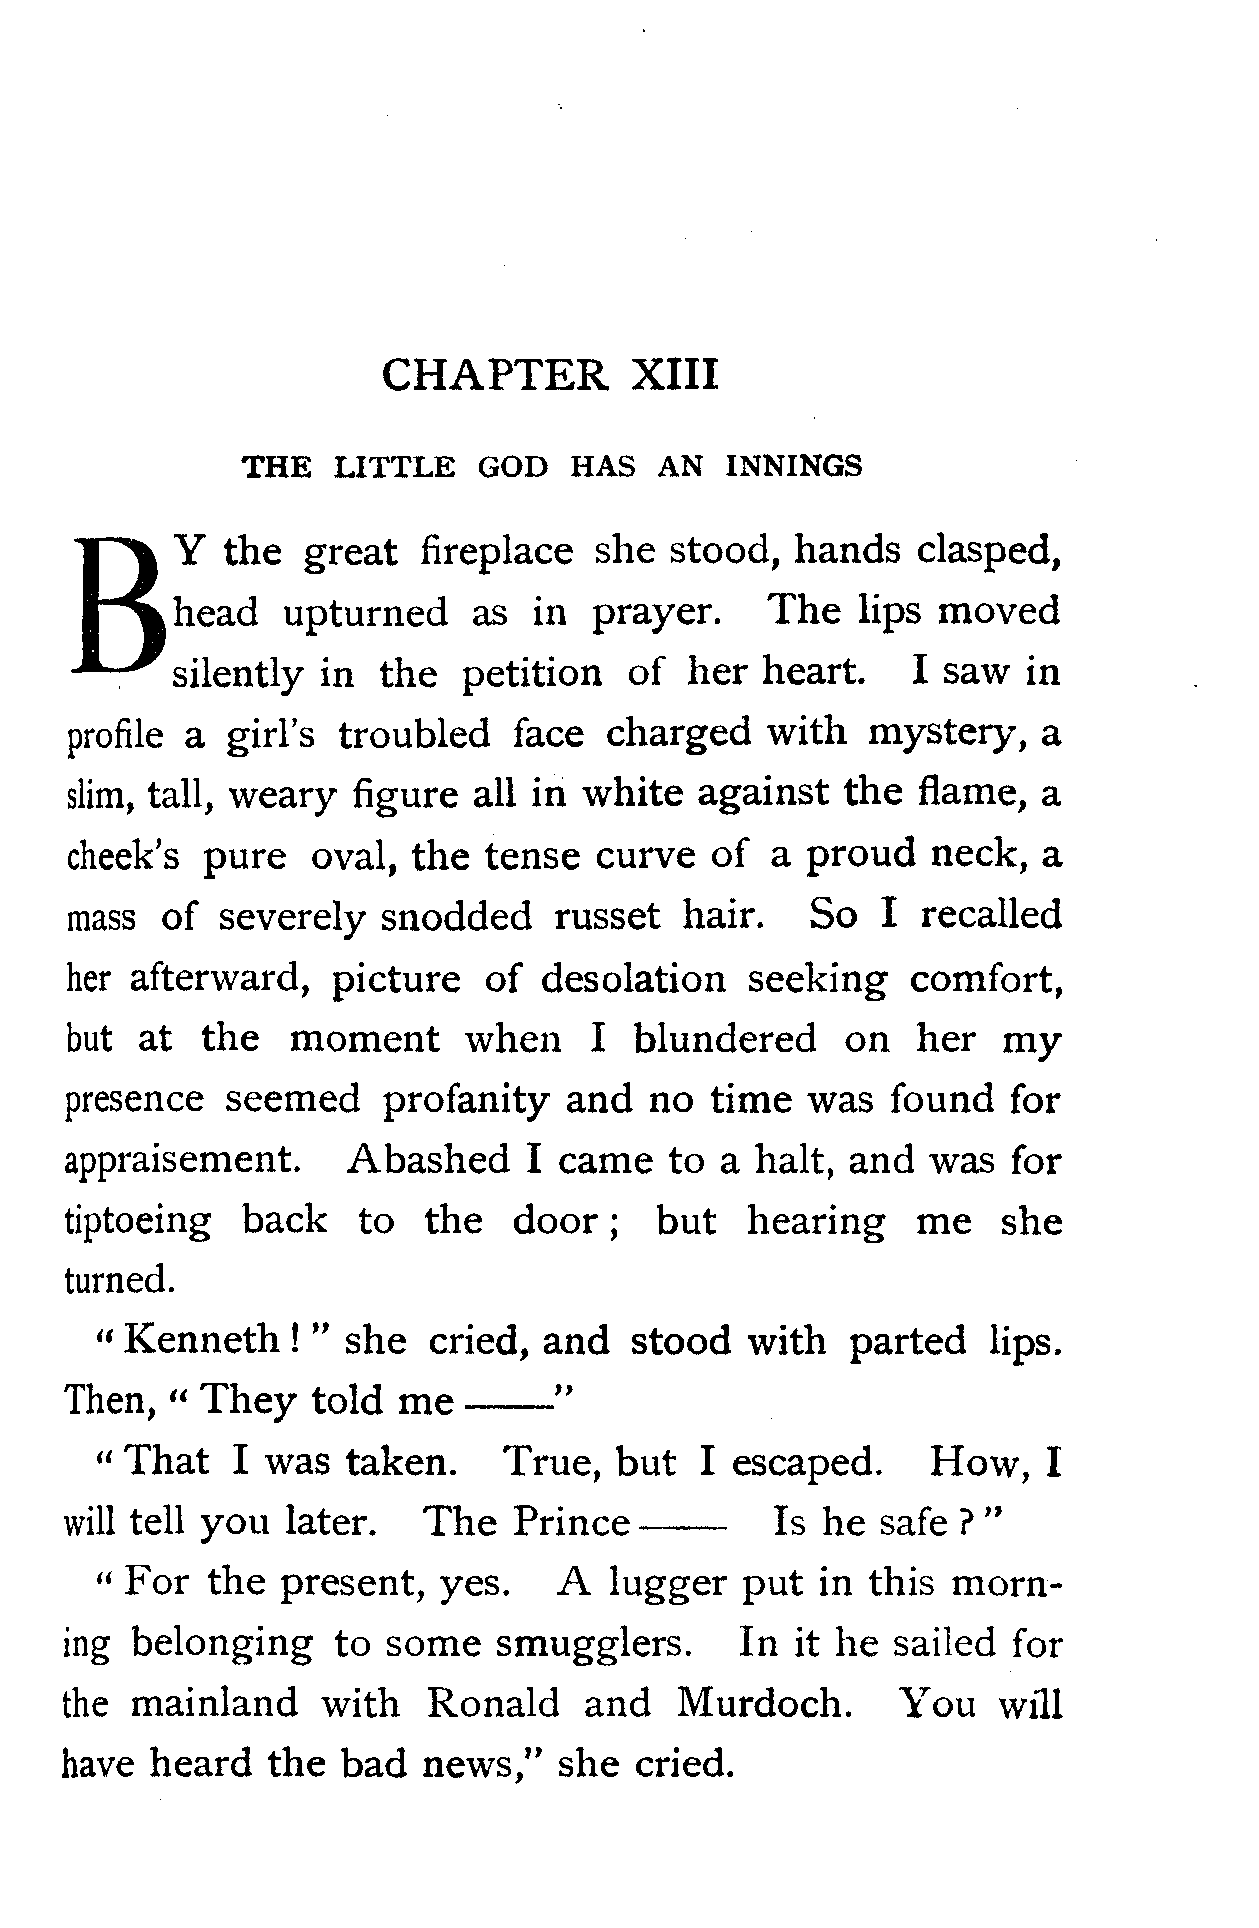 CHAPTER XIII
THE LITTLE GOD HAS AN INNINGS
BY the great fireplace she stood, hands clasped,
head upturned as in prayer. The lips moved
silently in the petition of her heart. I saw in
profile a girl's troubled face charged with mystery, a
slim, tall, weary figure all in white against the flame, a
cheek's pure oval, the tense curve of a proud neck, a
mass of severely snodded russet hair. So I recalled
her afterward, picture of desolation seeking comfort,
but at the moment when I blundered on her my
presence seemed profanity and no time was found for
appraisement. Abashed I came to a halt, and was for
tiptoeing back to the door; but hearing me she
turned.
"Kenneth!" she cried, and stood with parted lips.
Then, "They told me ——"
"That I was taken. True, but I escaped. How, I
will tell you later. The Prince —— Is he safe?"
"For the present, yes. A lugger put in this morn-
ing belonging to some smugglers. In it he sailed for
the mainland with Ronald and Murdoch. You will
have heard the bad news," she cried.